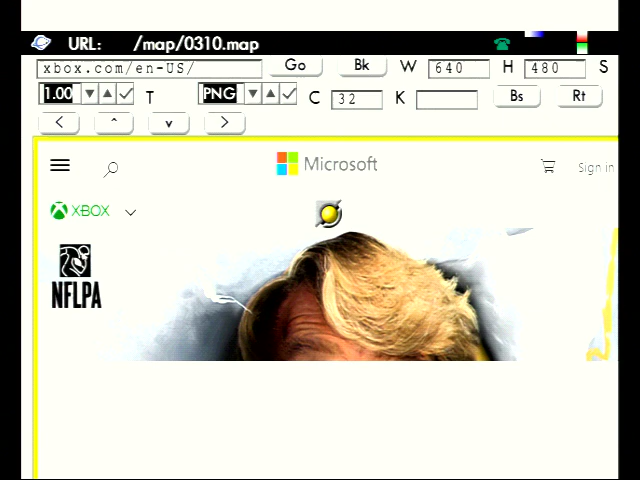 URL: /map/0310.map
xbox.com/en-US/ Go Bk W 640 H 480 S
1.00 T PNG C 32 K Bs Rt
< ^ v >
Microsoft Sign in
XBOX
NFLPA